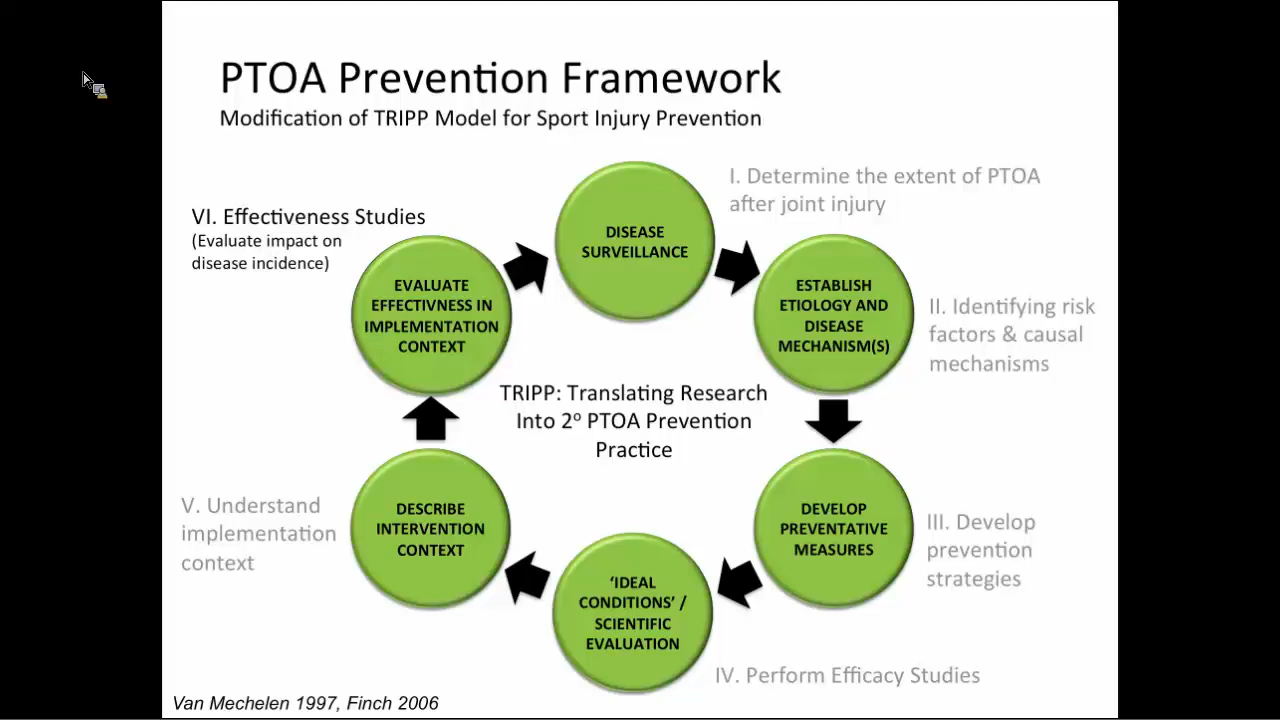 PTOA Prevention Framework
Modification of TRIPP Model for Sport Injury Prevention
I. Determine the extent of PTOA
after joint injury
VI. Effectiveness Studies
(Evaluate impact on
disease incidence)
DISEASE
SURVEILLANCE
EVALUATE
EFFECTIVNESS IN
IMPLEMENTATION
CONTEXT
ESTABLISH
ETIOLOGY AND
DISEASE
MECHANISM(S)
II. Identifying risk
factors & causal
mechanisms
TRIPP: Translating Research
Into 2º PTOA Prevention
Practice
V. Understand
implementation
context
DESCRIBE
INTERVENTION
CONTEXT
DEVELOP
PREVENTATIVE
MEASURES
III. Develop
prevention
strategies
‘IDEAL
CONDITIONS’ /
SCIENTIFIC
EVALUATION
IV. Perform Efficacy Studies
Van Mechelen 1997, Finch 2006